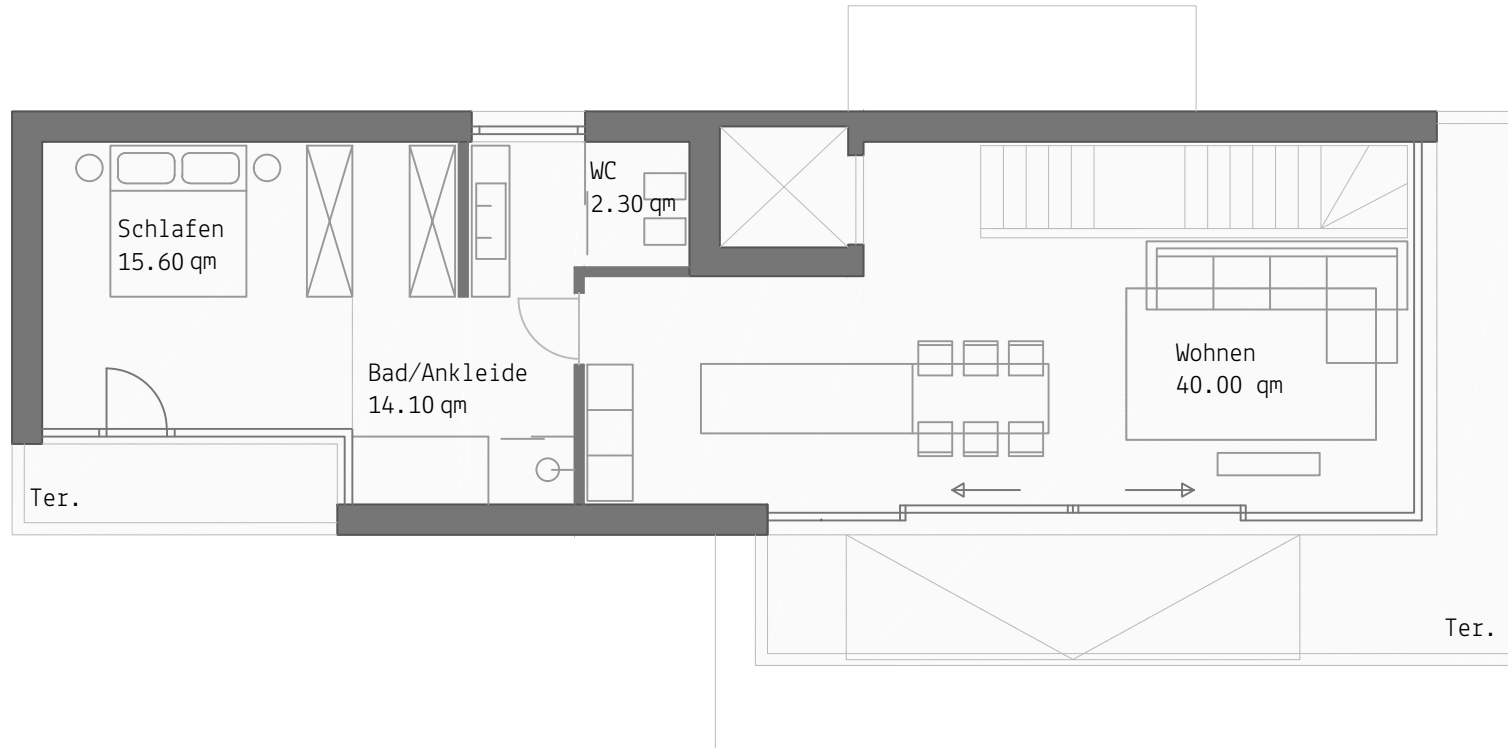 WC
2.30 qm
Schlafen
15.60 qm
Bad/Ankleide
14.10 qm
Wohnen
40.00 qm
Ter.
Ter.